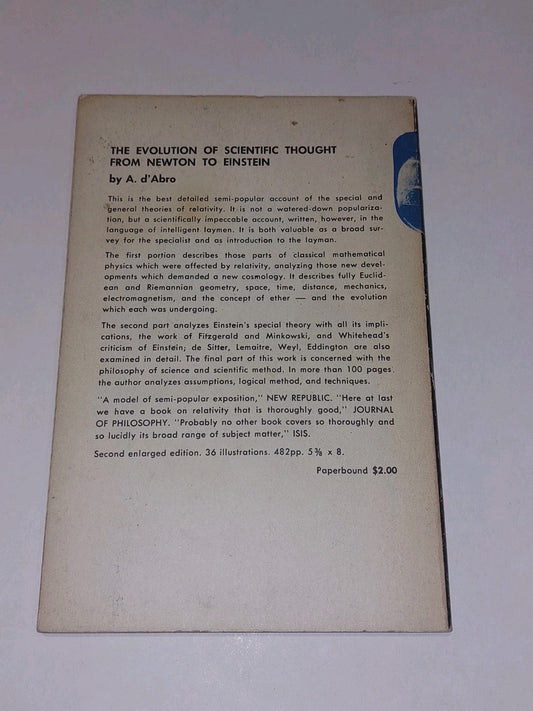 THE EVOLUTION OF SCIENTIFIC THOUGHT
FROM NEWTON TO EINSTEIN
by A. d'Abro
This is the best detailed semi-popular account of the special and
general theories of relativity. It is not a watered-down populariza-
tion, but a scientifically impeccable account, written, however, in the
language of intelligent laymen. It is both valuable as a broad sur-
vey for the specialist and as introduction to the layman.
The first portion describes those parts of classical mathematical
physics which were affected by relativity, analyzing those new devel-
opments which demanded a new cosmology. It describes fully Euclid-
ean and Riemannian geometry, space, time, distance, mechanics,
electromagnetism, and the concept of ether — and the evolution
which each was undergoing.
The second part analyzes Einstein's special theory with all its impli-
cations, the work of Fitzgerald and Minkowski, and Whitehead's
criticism of Einstein; de Sitter, Lemaitre, Weyl, Eddington are also
examined in detail. The final part of this work is concerned with the
philosophy of science and scientific method. In more than 100 pages
the author analyzes assumptions, logical method, and techniques.
"A model of semi-popular exposition," NEW REPUBLIC. "Here at last
we have a book on relativity that is thoroughly good," JOURNAL
OF PHILOSOPHY. "Probably no other book covers so thoroughly and
so lucidly its broad range of subject matter," ISIS.
Second enlarged edition. 36 illustrations. 482pp. 5⅜ x 8.
Paperbound $2.00